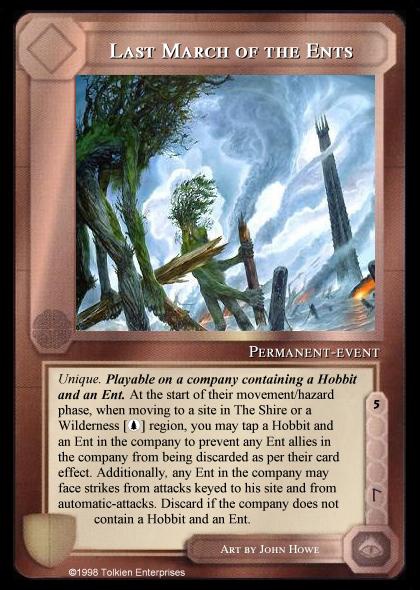 Last March of the Ents
Permanent-event
Unique. Playable on a company containing a Hobbit
and an Ent. At the start of their movement/hazard
phase, when moving to a site in The Shire or a
Wilderness [ ] region, you may tap a Hobbit and
an Ent in the company to prevent any Ent allies in
the company from being discarded as per their card
effect. Additionally, any Ent in the company may
face strikes from attacks keyed to his site and from
automatic-attacks. Discard if the company does not
contain a Hobbit and an Ent.
5
Art by John Howe
©1998 Tolkien Enterprises